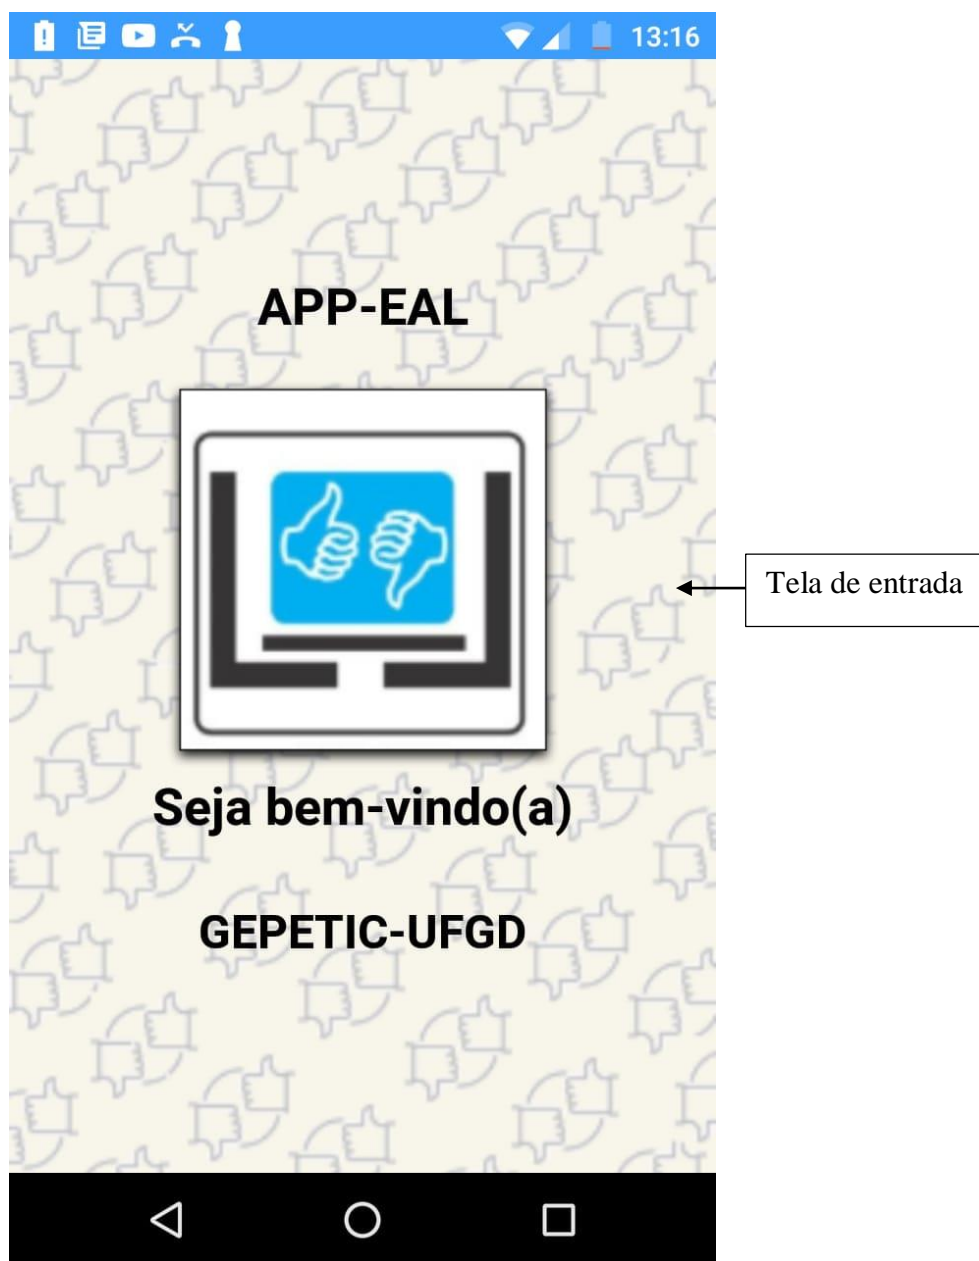 13:16
APP-EAL
Tela de entrada
Seja bem-vindo(a)
GEPETIC-UFGD